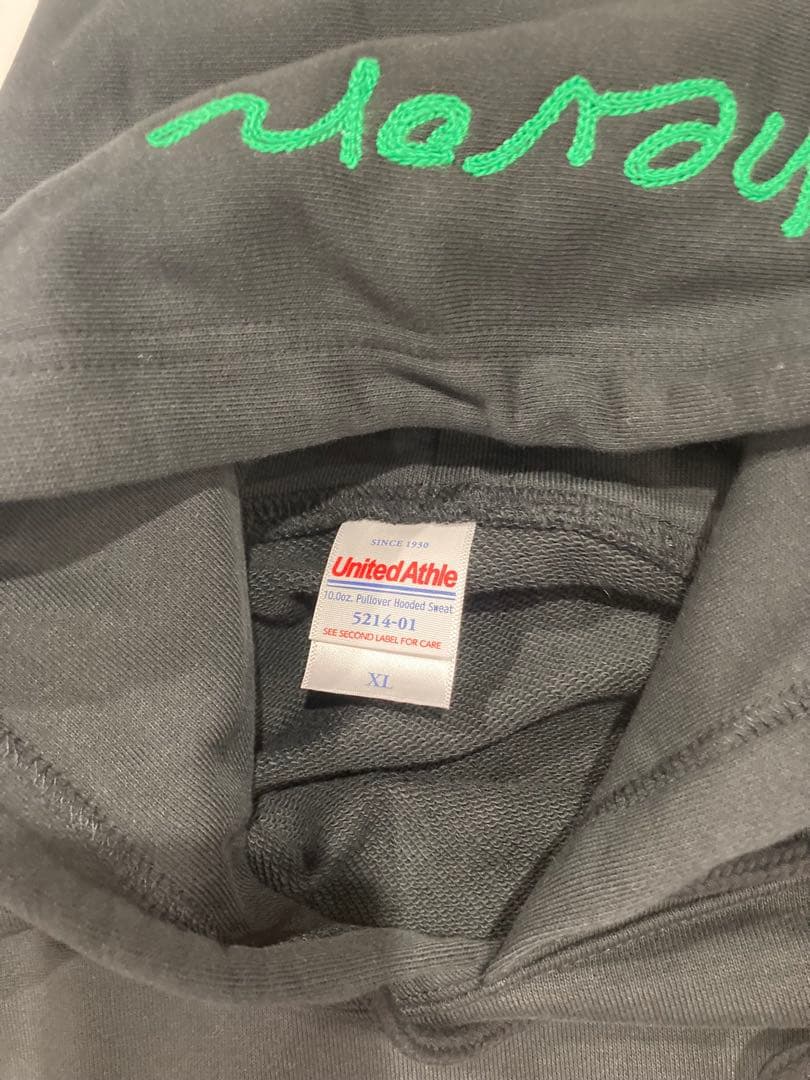 SINCE 1930
UnitedAthle
10.0oz. Pullover Hooded Sweat
5214-01
SEE SECOND LABEL FOR CARE
XL